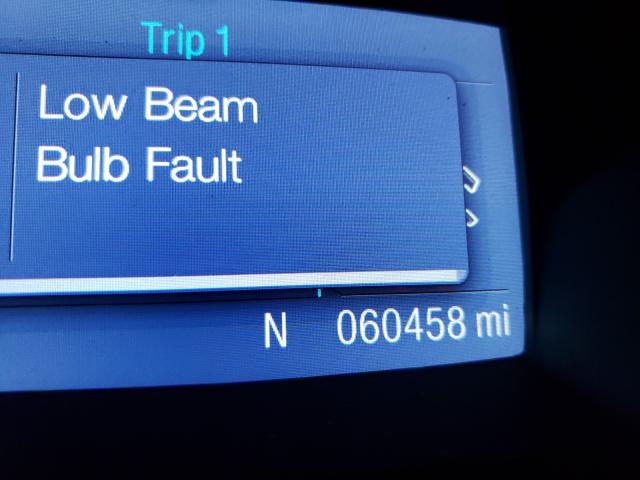 Trip 1
Low Beam
Bulb Fault
N 060458 mi